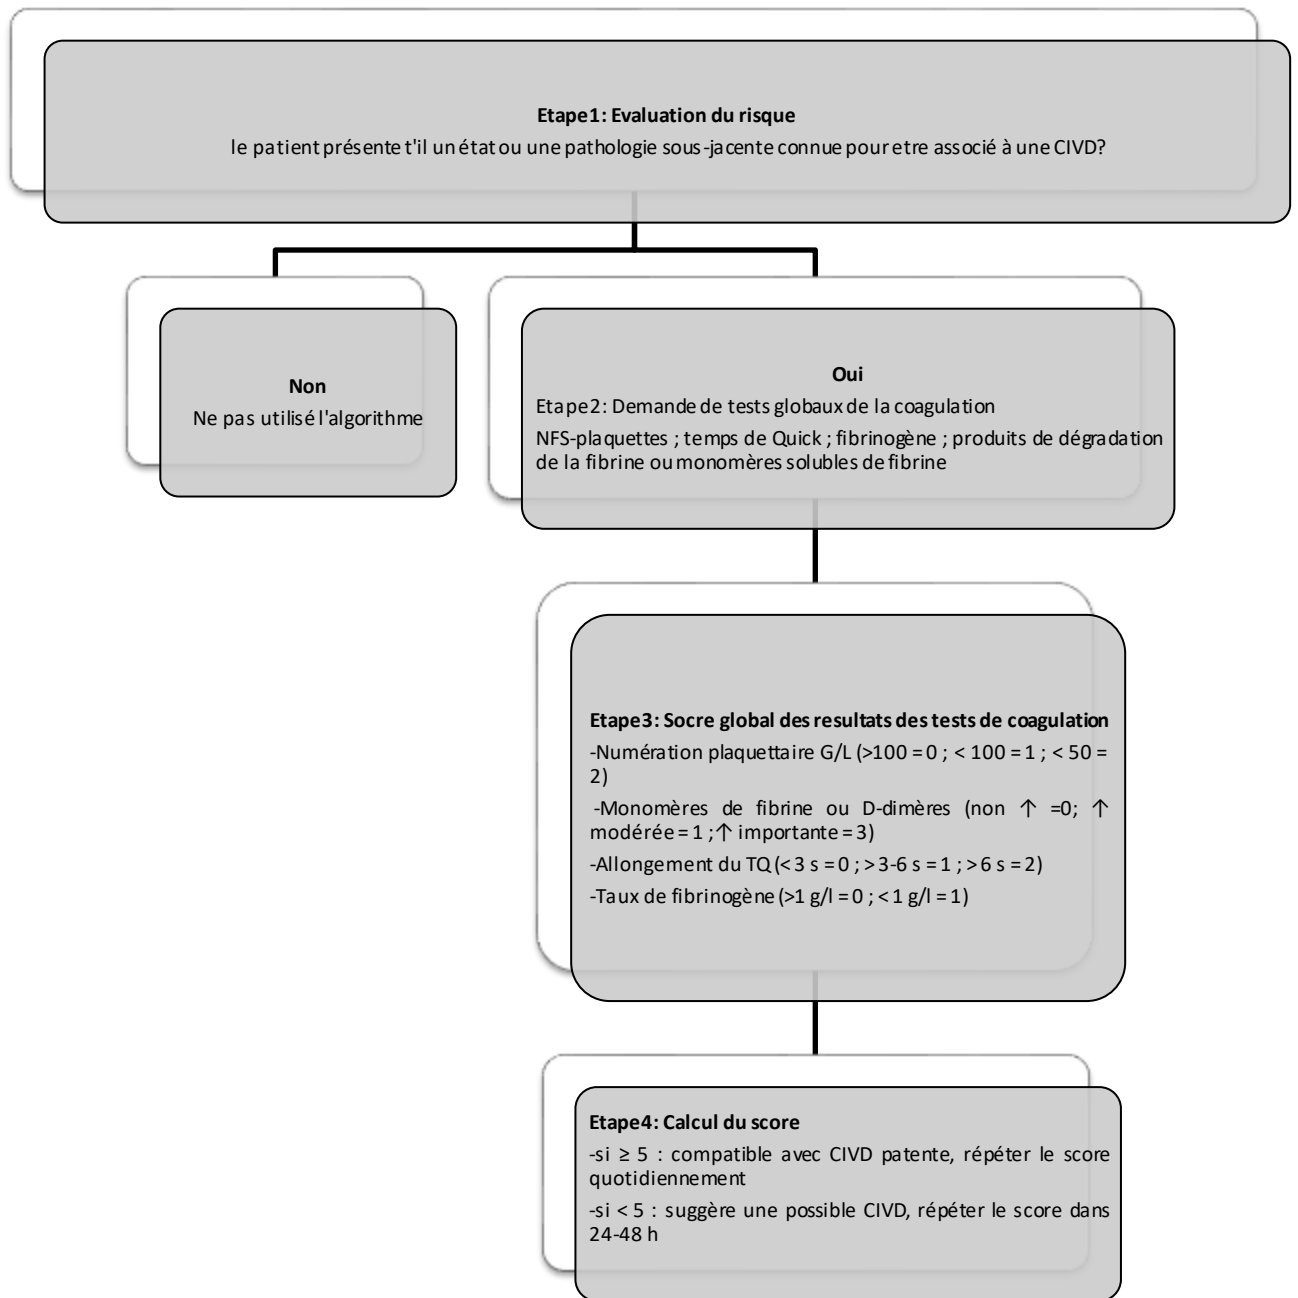 Etape1: Evaluation du risque
le patient présente t'il un état ou une pathologie sous-jacente connue pour etre associé à une CIVD?
Non
Ne pas utilisé l'algorithme
Oui
Etape2: Demande de tests globaux de la coagulation
NFS-plaquettes ; temps de Quick ; fibrinogène ; produits de dégradation
de la fibrine ou monomères solubles de fibrine
Etape3: Socre global des resultats des tests de coagulation
-Numération plaquettaire G/L (>100 = 0 ; < 100 = 1 ; < 50 =
2)
-Monomères de fibrine ou D-dimères (non ↑ =0; ↑
modérée = 1 ;↑ importante = 3)
-Allongement du TQ (< 3 s = 0 ; > 3-6 s = 1 ; > 6 s = 2)
-Taux de fibrinogène (>1 g/l = 0 ; < 1 g/l = 1)
Etape4: Calcul du score
-si ≥ 5 : compatible avec CIVD patente, répéter le score
quotidiennement
-si < 5 : suggère une possible CIVD, répéter le score dans
24-48 h